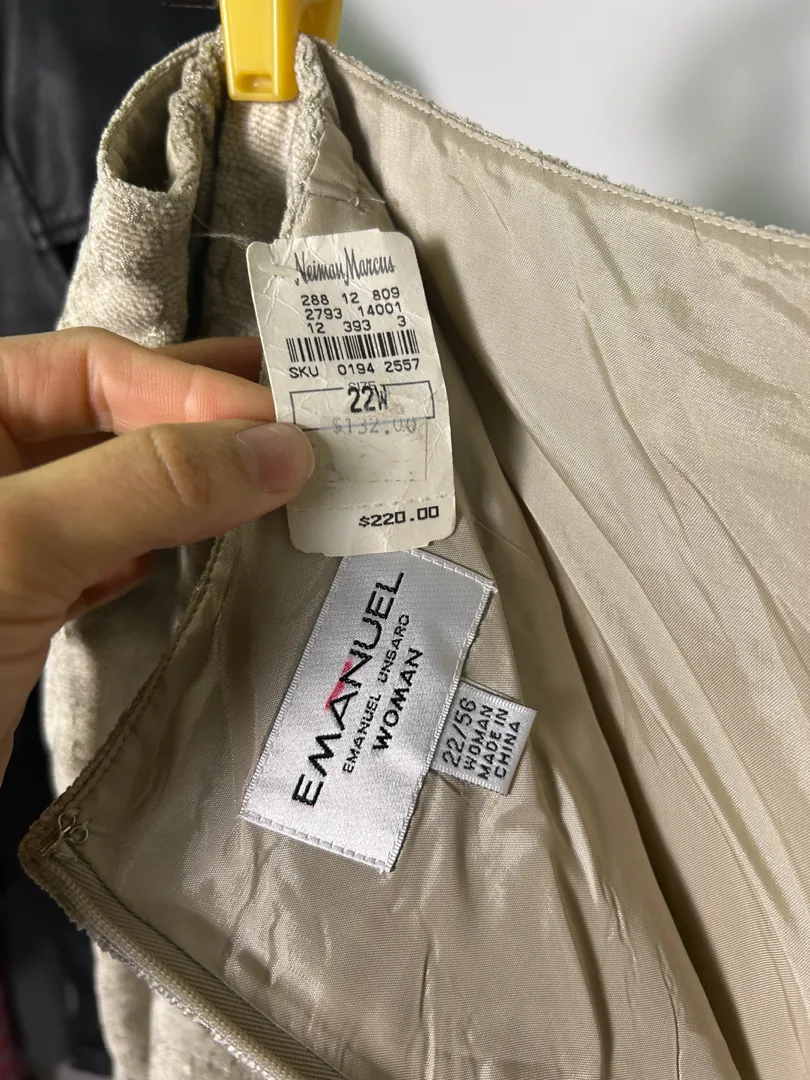 Neiman Marcus
288 12 809
2793 14001
12 393 3
SKU 0194 2557
SIZE
22W
$132.00
$220.00
EMANUEL
EMANUEL UNGARO
WOMAN
22/56
WOMAN
MADE IN
CHINA